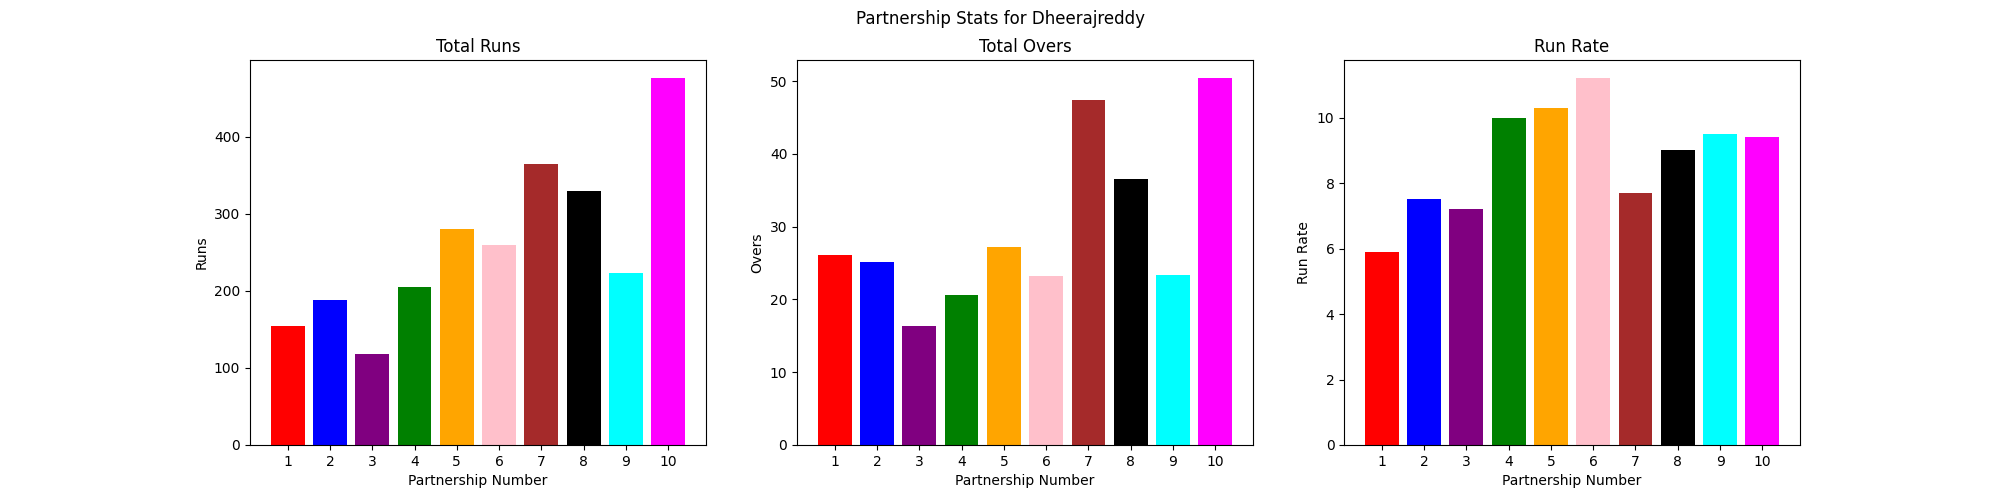 Partnership Stats for Dheerajreddy
Total Runs
Runs
400
300
200
100
0
1 2 3 4 5 6 7 8 9 10
Partnership Number
Total Overs
Overs
50
40
30
20
10
0
1 2 3 4 5 6 7 8 9 10
Partnership Number
Run Rate
Run Rate
10
8
6
4
2
0
1 2 3 4 5 6 7 8 9 10
Partnership Number